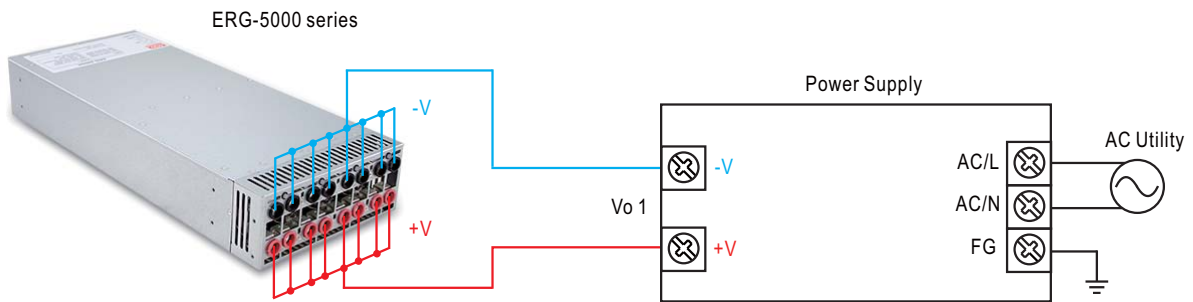 ERG-5000 series
-V
+V
Power Supply
-V
Vo 1
+V
AC/L
AC/N
FG
AC Utility